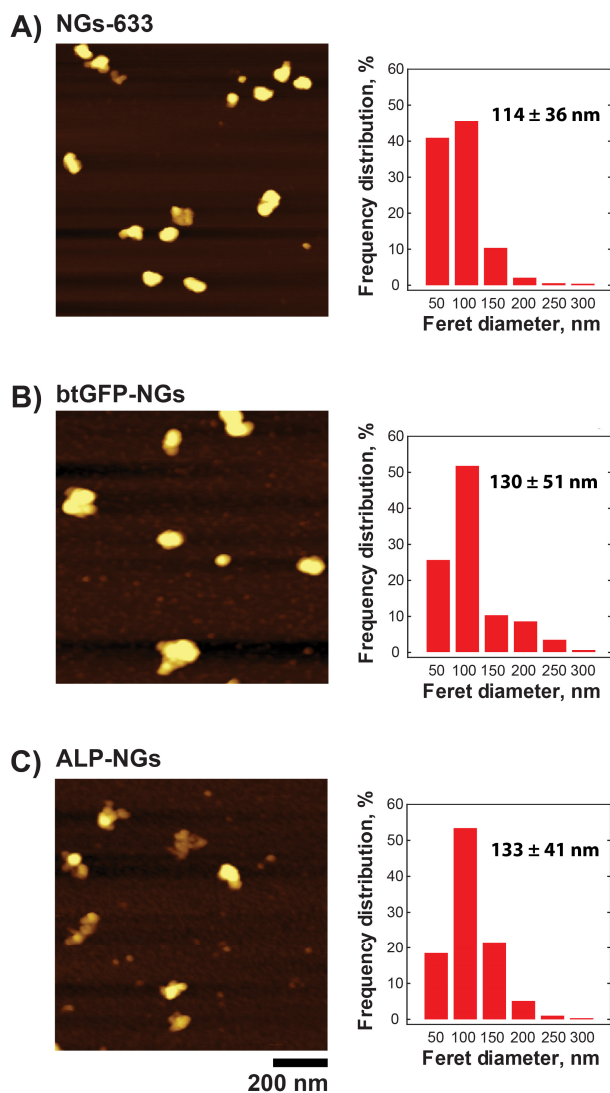 A) NGs-633
60
50
40
30
20
10
0
Frequency distribution, %
114 ± 36 nm
50 100 150 200 250 300
Feret diameter, nm
B) btGFP-NGs
60
50
40
30
20
10
0
Frequency distribution, %
130 ± 51 nm
50 100 150 200 250 300
Feret diameter, nm
C) ALP-NGs
60
50
40
30
20
10
0
Frequency distribution, %
133 ± 41 nm
50 100 150 200 250 300
Feret diameter, nm
200 nm